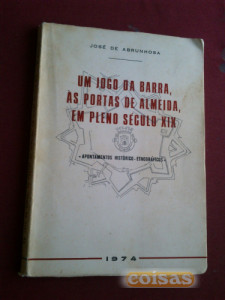 JOSÉ DE ABRUNHOSA
UM JOGO DA BARRA,
AS PORTAS DE ALMEIDA,
EM PLENO SÉCULO XIX
«APONTAMENTOS HISTÓRICO-ETNOGRÁFICOS»
1974
coisas